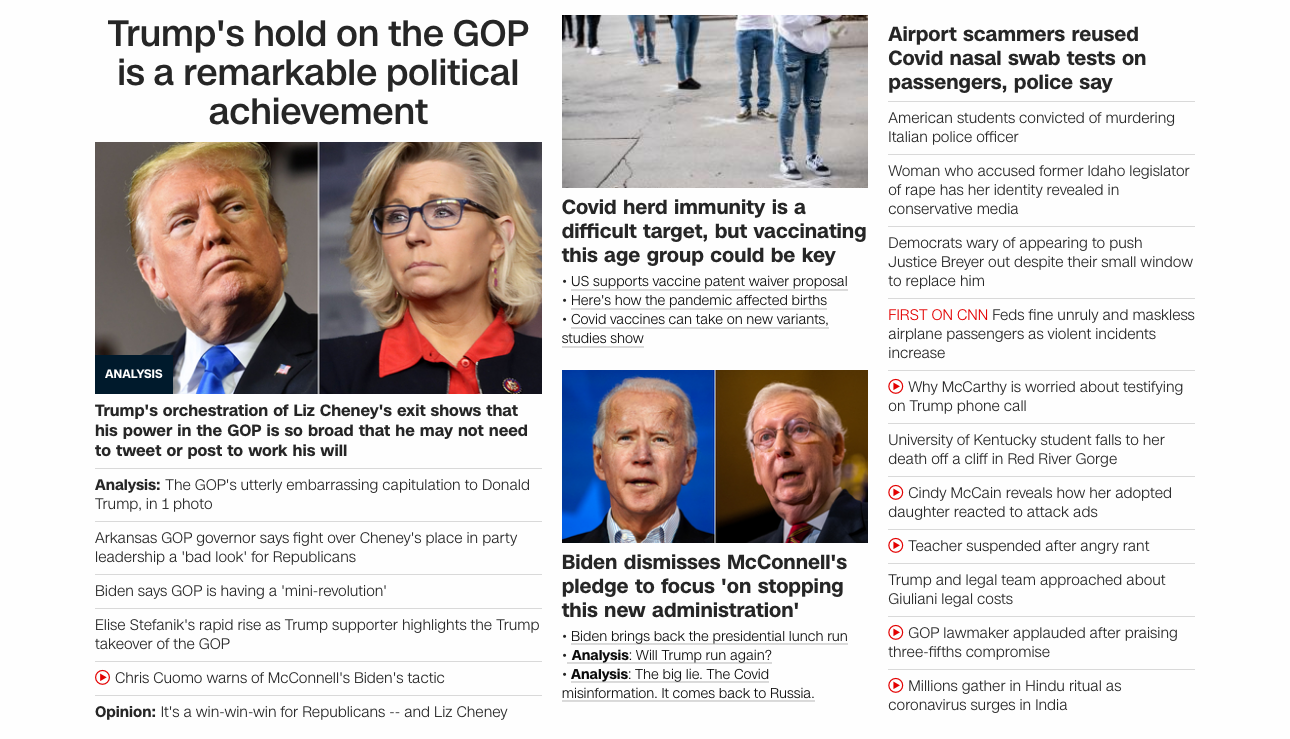 Trump's hold on the GOP
is a remarkable political
achievement
ANALYSIS
Trump's orchestration of Liz Cheney's exit shows that
his power in the GOP is so broad that he may not need
to tweet or post to work his will
Analysis: The GOP's utterly embarrassing capitulation to Donald
Trump, in 1 photo
Arkansas GOP governor says fight over Cheney's place in party
leadership a 'bad look' for Republicans
Biden says GOP is having a 'mini-revolution'
Elise Stefanik's rapid rise as Trump supporter highlights the Trump
takeover of the GOP
Chris Cuomo warns of McConnell's Biden's tactic
Opinion: It's a win-win-win for Republicans -- and Liz Cheney
Covid herd immunity is a
difficult target, but vaccinating
this age group could be key
• US supports vaccine patent waiver proposal
• Here's how the pandemic affected births
• Covid vaccines can take on new variants,
studies show
Biden dismisses McConnell's
pledge to focus 'on stopping
this new administration'
• Biden brings back the presidential lunch run
• Analysis: Will Trump run again?
• Analysis: The big lie. The Covid
misinformation. It comes back to Russia.
Airport scammers reused
Covid nasal swab tests on
passengers, police say
American students convicted of murdering
Italian police officer
Woman who accused former Idaho legislator
of rape has her identity revealed in
conservative media
Democrats wary of appearing to push
Justice Breyer out despite their small window
to replace him
FIRST ON CNN Feds fine unruly and maskless
airplane passengers as violent incidents
increase
Why McCarthy is worried about testifying
on Trump phone call
University of Kentucky student falls to her
death off a cliff in Red River Gorge
Cindy McCain reveals how her adopted
daughter reacted to attack ads
Teacher suspended after angry rant
Trump and legal team approached about
Giuliani legal costs
GOP lawmaker applauded after praising
three-fifths compromise
Millions gather in Hindu ritual as
coronavirus surges in India